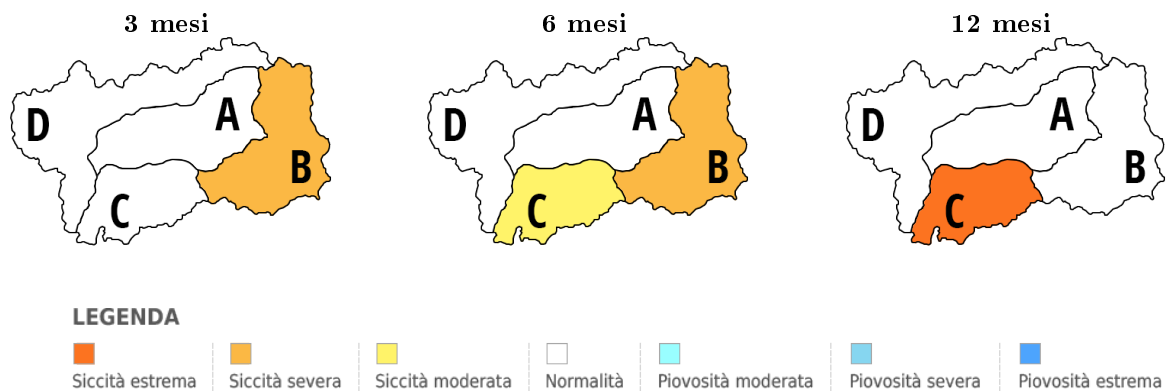 3 mesi 6 mesi 12 mesi
A A A
D D D
B B B
C C C
LEGENDA
Siccità estrema Siccità severa Siccità moderata Normalità Piovosità moderata Piovosità severa Piovosità estrema